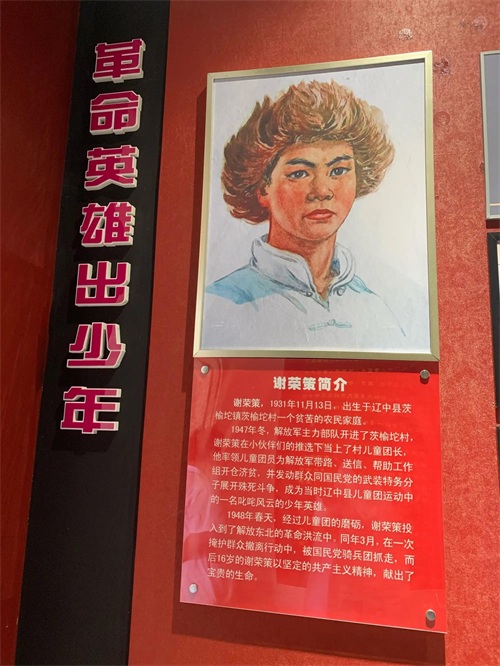 革命英雄出少年
谢荣策简介
谢荣策，1931年11月13日，出生于辽中县茨
榆坨镇茨榆坨村一个贫苦的农民家庭。
1947年冬，解放军主力部队开进了茨榆坨村，
谢荣策在小伙伴们的推选下当上了村儿童团长，
他率领儿童团员为解放军带路、送信、帮助工作
组开仓济贫，并发动群众同国民党的武装特务分
子展开殊死斗争，成为当时辽中县儿童团运动中
的一名叱咤风云的少年英雄。
1948年春天，经过儿童团的磨砺，谢荣策投
入到了解放东北的革命洪流中。同年3月，在一次
掩护群众撤离行动中，被国民党骑兵团抓走，而
后16岁的谢荣策以坚定的共产主义精神，献出了
宝贵的生命。